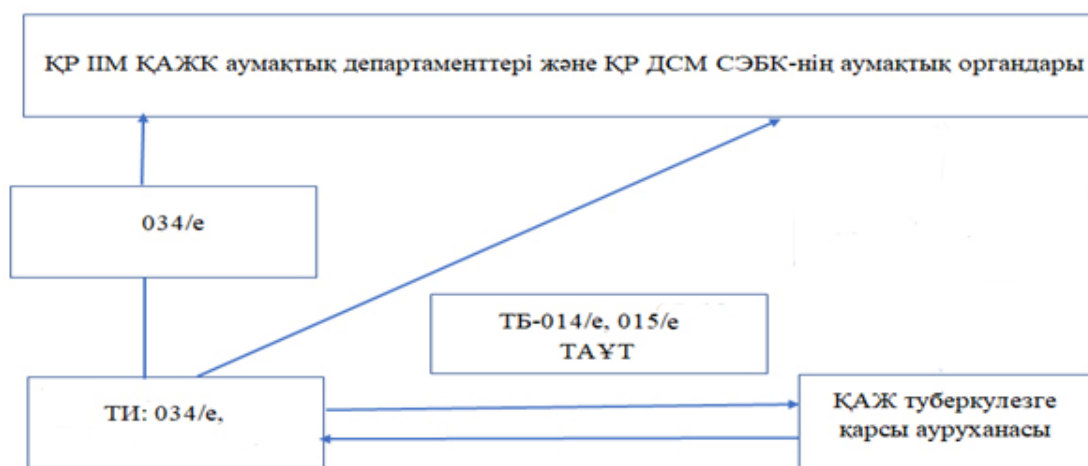 ҚР ІІМ ҚАЖК аумақтық департаменттері және ҚР ДСМ СЭБК-нің аумақтық органдары
034/е
ТБ-014/е, 015/е
ТАҰТ
ТИ: 034/е,
ҚАЖ туберкулезге
қарсы ауруханасы